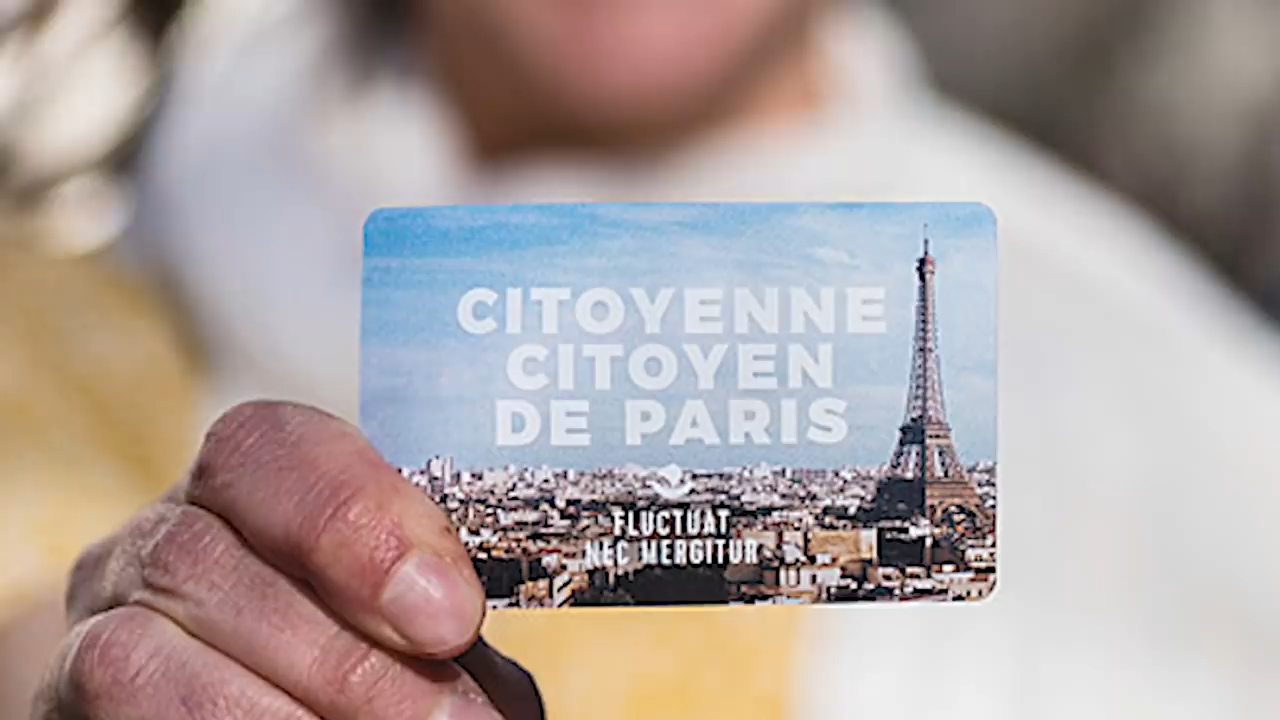 CITOYENNE
CITOYEN
DE PARIS
FLUCTUAT
NEC MERGITUR